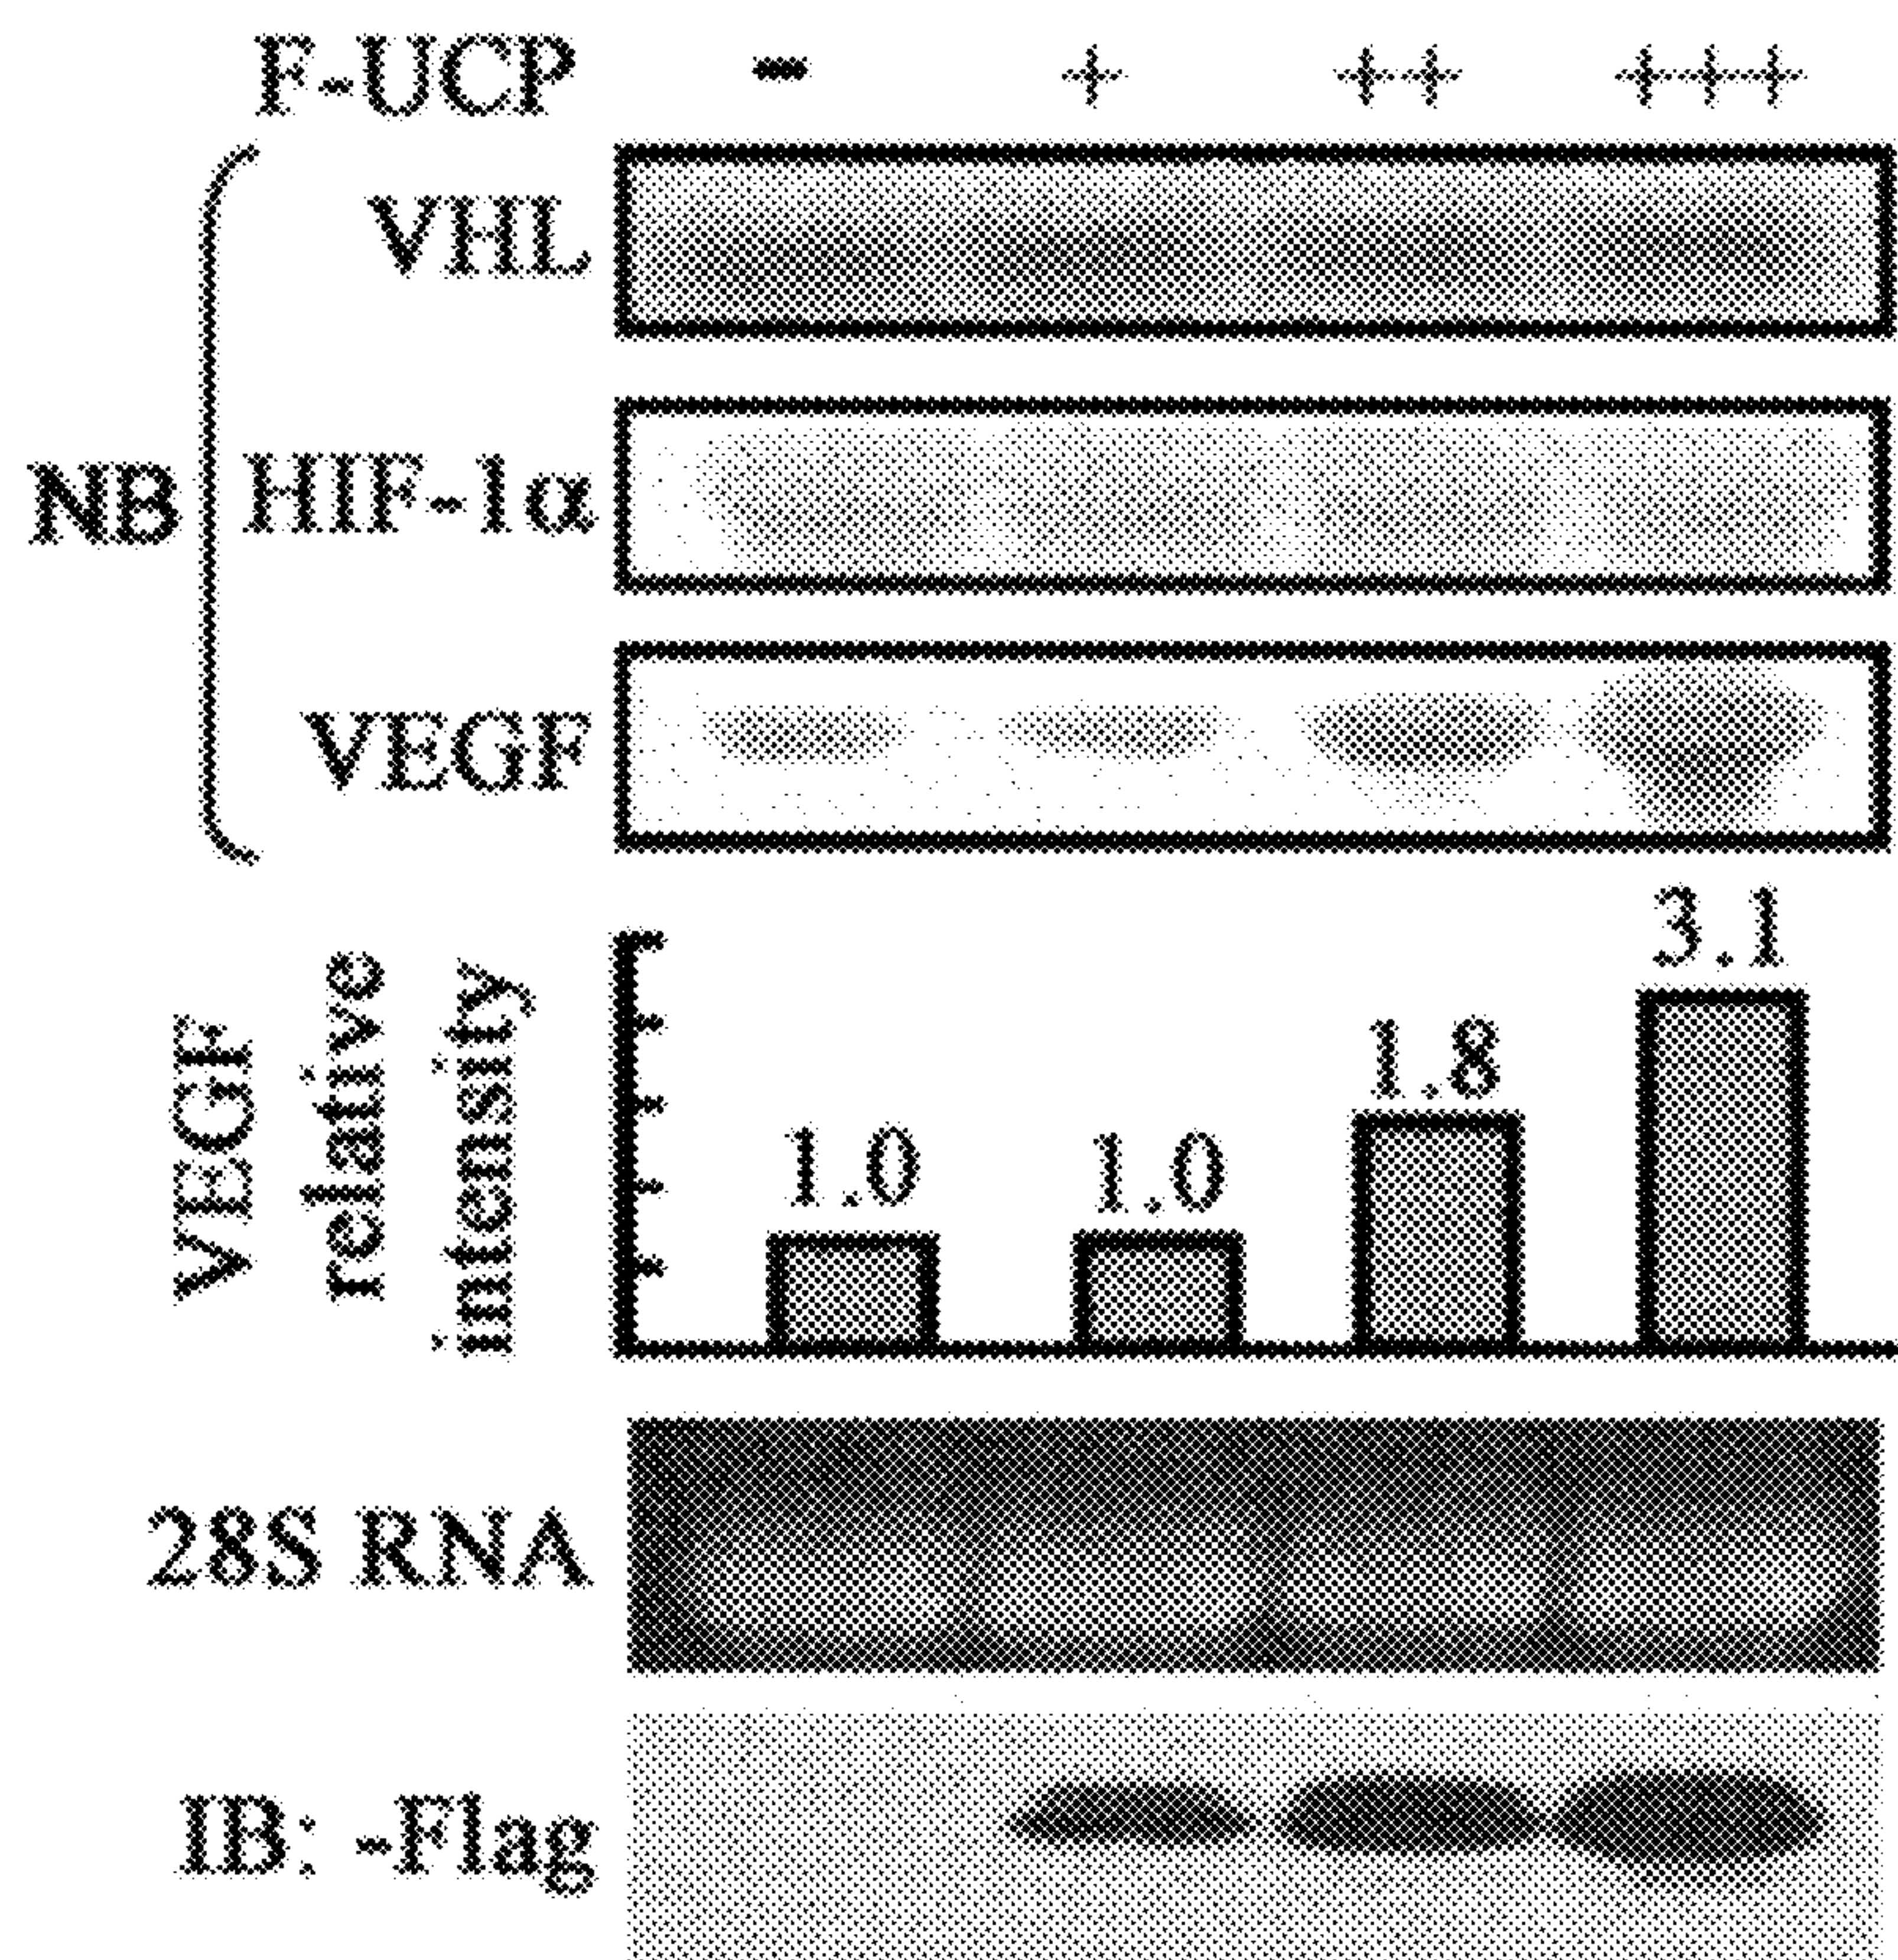 F-UCP - + ++ +++
VHL
NB HIF-1α
VEGF
VEGF relative intensity
1.0 1.0 1.8 3.1
28S RNA
IB: -Flag